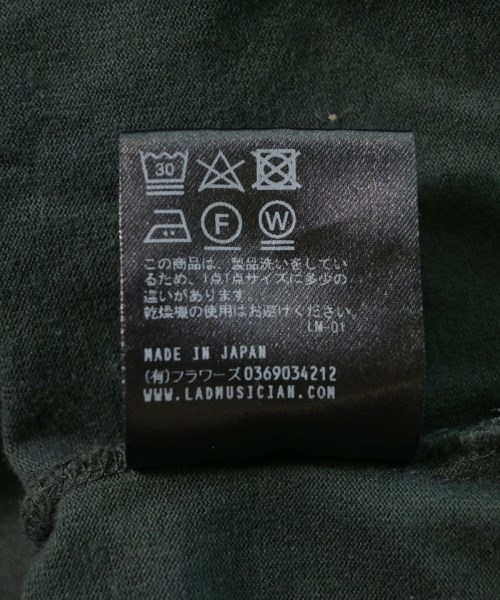 30
F W
この商品は、製品洗いをしてい
るため、1点1点サイズに多少の
違いがあります。
乾燥機の使用はお避けください。
LM-01
MADE IN JAPAN
(有)フラワーズ0369034212
WWW.LADMUSICIAN.COM